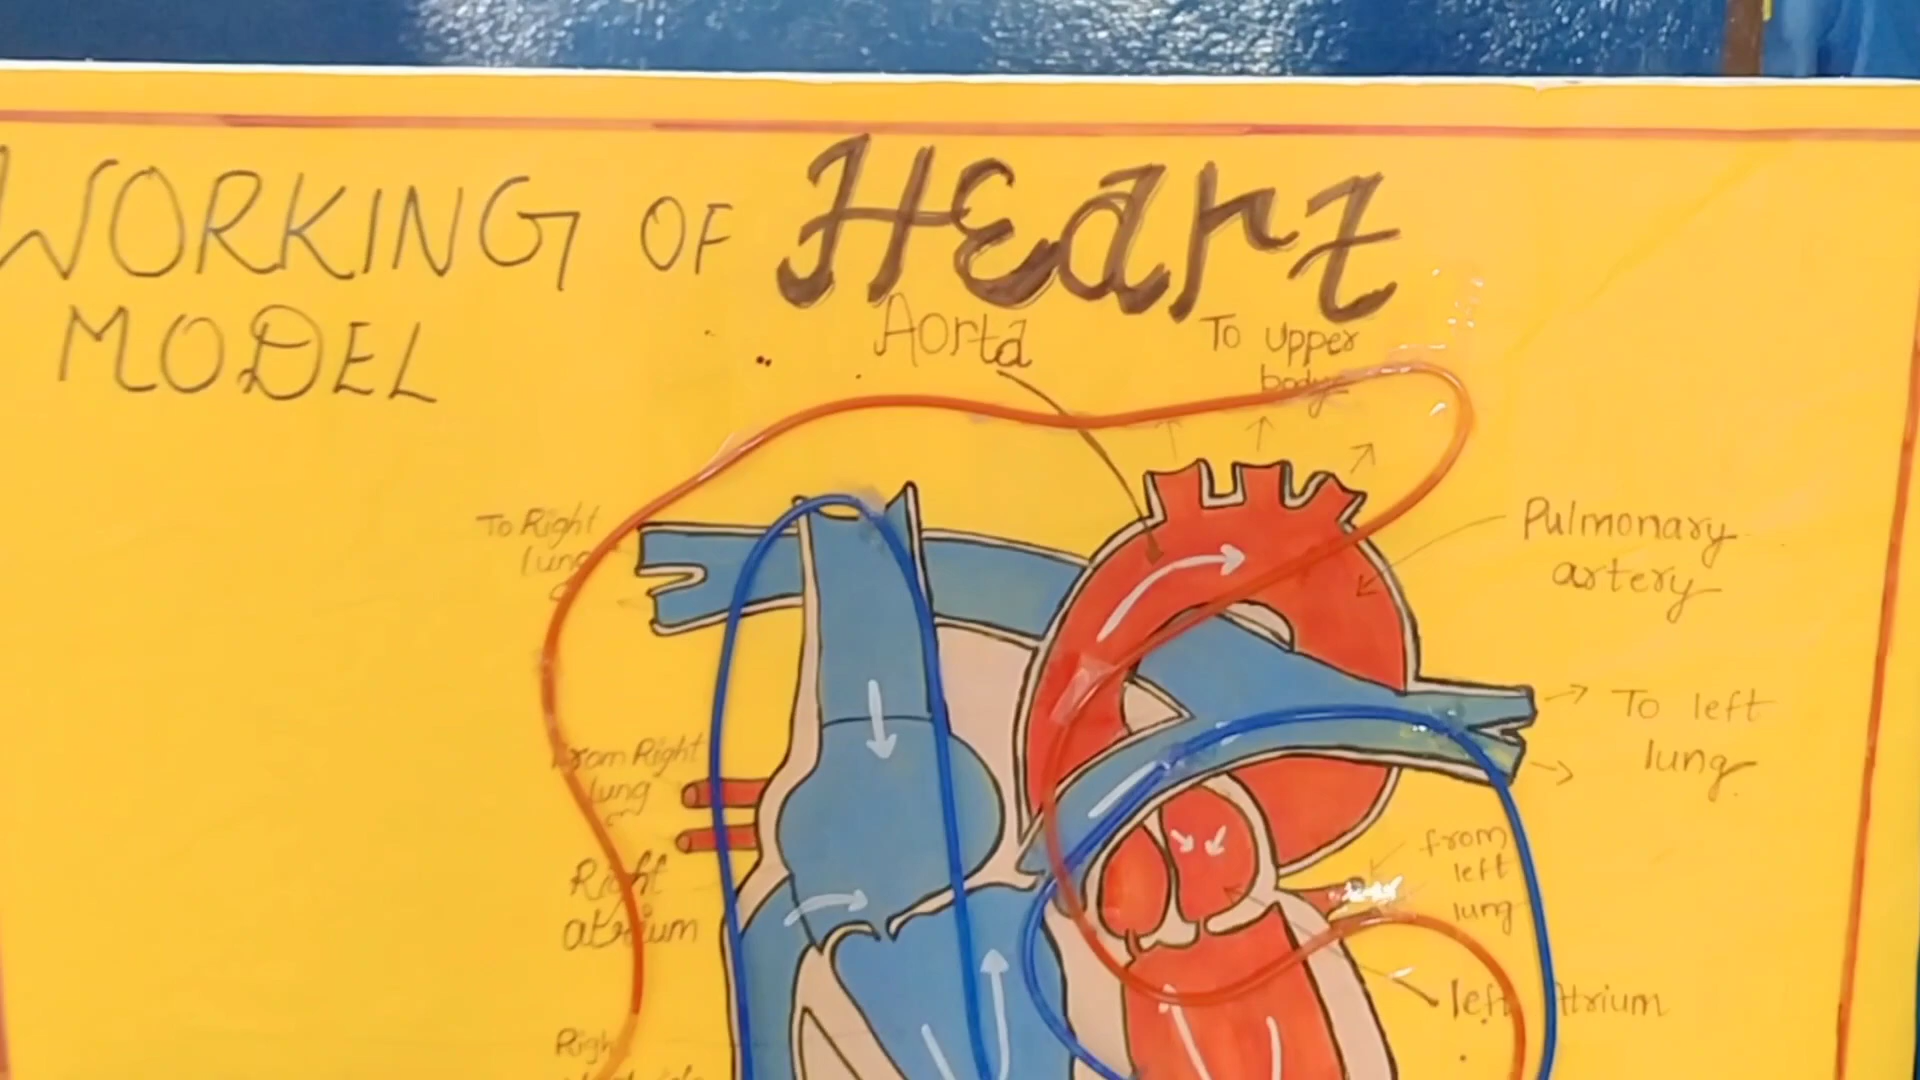 WORKING OF HEart
MODEL
Aorta
To upper
body
To Right
lung
Pulmonary
artery
To left
lung
From Right
lung
from
left
lung
Right
atrium
left Atrium
Right